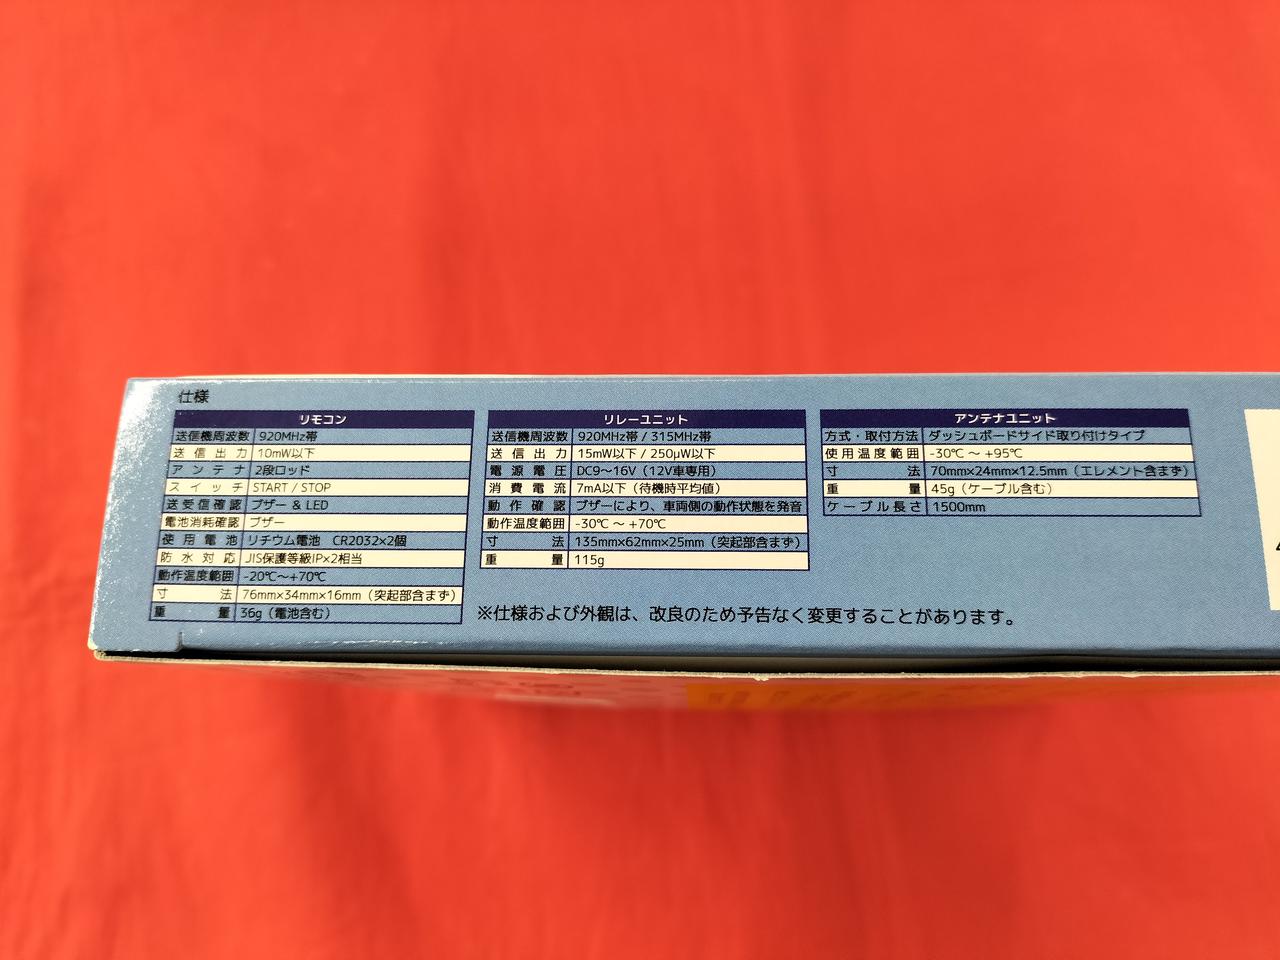 仕様
リモコン
送信機周波数 920MHz帯
送信出力 10mW以下
アンテナ 2段ロッド
スイッチ START / STOP
送受信確認 ブザー & LED
電池消耗確認 ブザー
使用電池 リチウム電池 CR2032×2個
防水対応 JIS保護等級IP×2相当
動作温度範囲 -20℃～+70℃
寸法 76mm×34mm×16mm（突起部含まず）
重量 36g（電池含む）
リレーユニット
送信機周波数 920MHz帯 / 315MHz帯
送信出力 15mW以下 / 250μW以下
電源電圧 DC9～16V（12V車専用）
消費電流 7mA以下（待機時平均値）
動作確認 ブザーにより、車両側の動作状態を発音
動作温度範囲 -30℃ ～ +70℃
寸法 135mm×62mm×25mm（突起部含まず）
重量 115g
アンテナユニット
方式・取付方法 ダッシュボードサイド取り付けタイプ
使用温度範囲 -30℃ ～ +95℃
寸法 70mm×24mm×12.5mm（エレメント含まず）
重量 45g（ケーブル含む）
ケーブル長さ 1500mm
※仕様および外観は、改良のため予告なく変更することがあります。